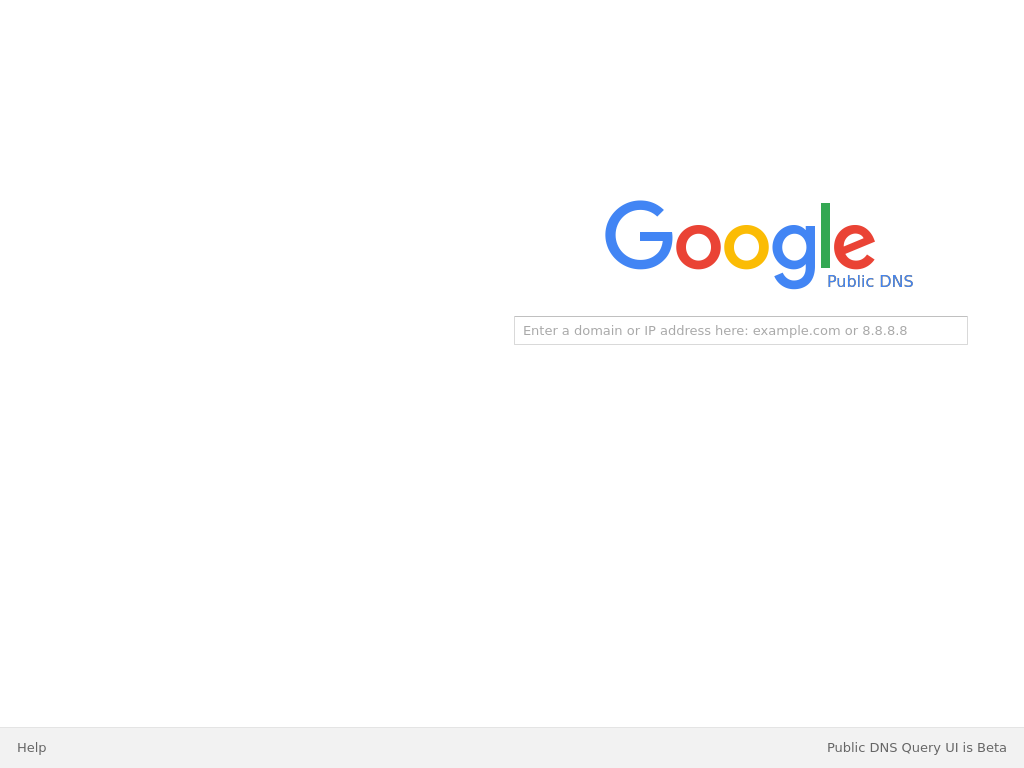 Google
Public DNS
Enter a domain or IP address here: example.com or 8.8.8.8
Help
Public DNS Query UI is Beta